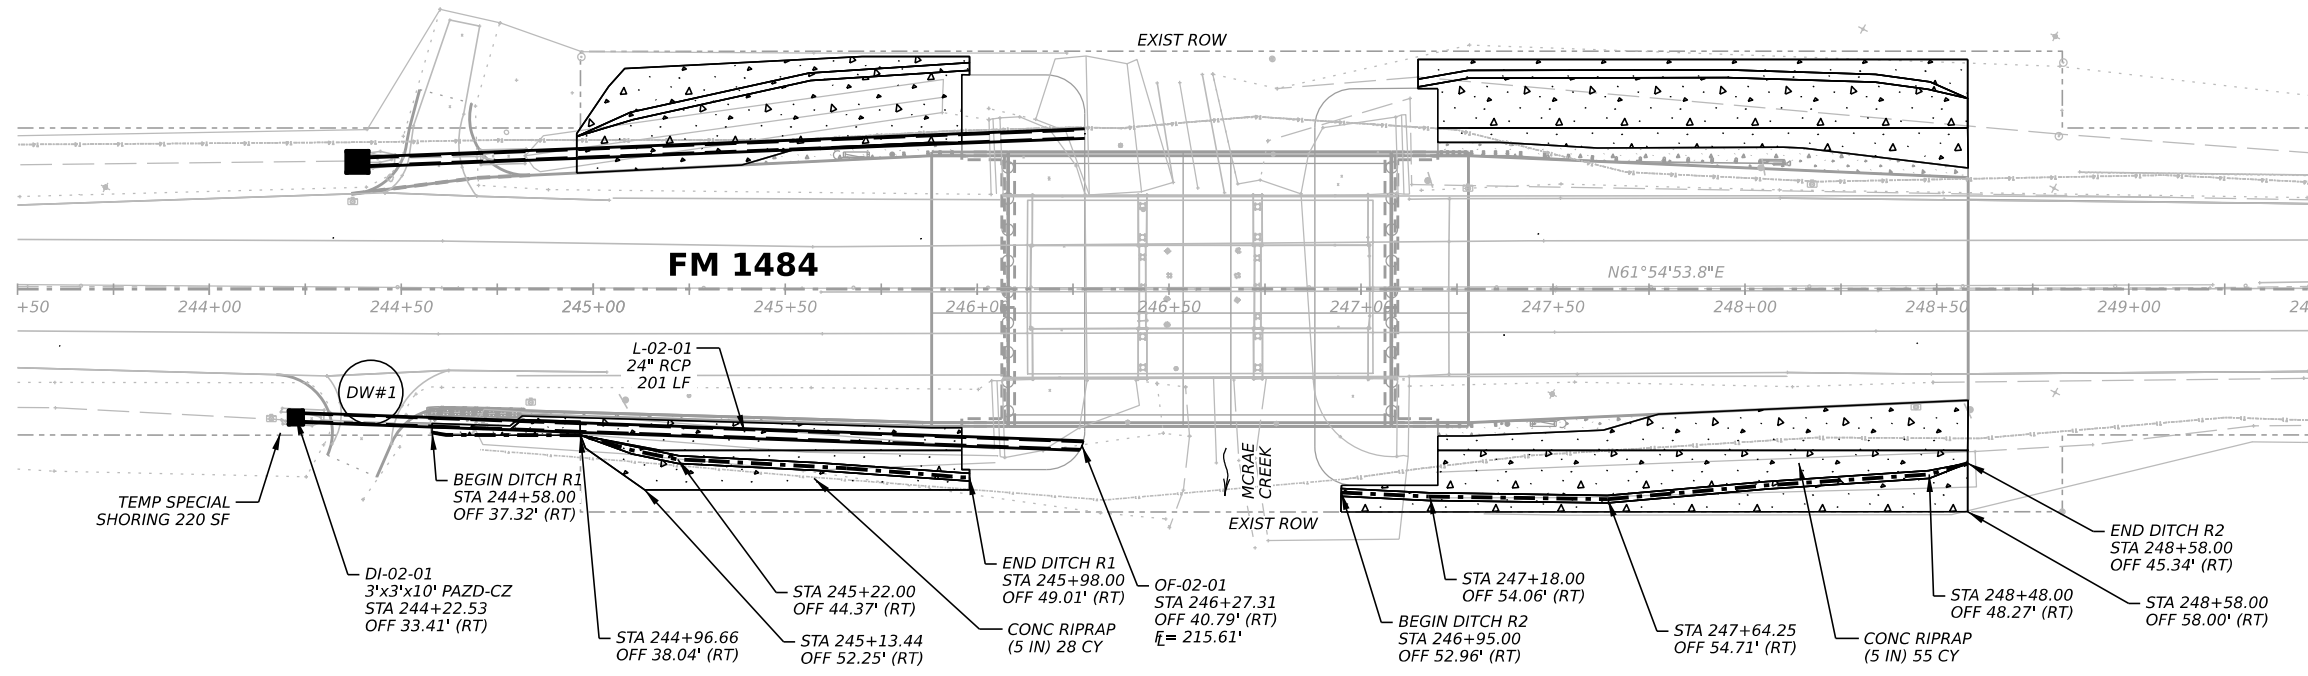 EXIST ROW
FM 1484
N61°54'53.8"E
+50
244+00
244+50
245+00
245+50
246+00
246+50
247+00
247+50
248+00
248+50
249+00
24
L-02-01
24" RCP
201 LF
DW#1
TEMP SPECIAL
SHORING 220 SF
BEGIN DITCH R1
STA 244+58.00
OFF 37.32' (RT)
DI-02-01
3'x3'x10' PAZD-CZ
STA 244+22.53
OFF 33.41' (RT)
STA 244+96.66
OFF 38.04' (RT)
STA 245+22.00
OFF 44.37' (RT)
STA 245+13.44
OFF 52.25' (RT)
CONC RIPRAP
(5 IN) 28 CY
END DITCH R1
STA 245+98.00
OFF 49.01' (RT)
OF-02-01
STA 246+27.31
OFF 40.79' (RT)
FL= 215.61'
MCRAE
CREEK
EXIST ROW
BEGIN DITCH R2
STA 246+95.00
OFF 52.96' (RT)
STA 247+18.00
OFF 54.06' (RT)
STA 247+64.25
OFF 54.71' (RT)
CONC RIPRAP
(5 IN) 55 CY
STA 248+48.00
OFF 48.27' (RT)
END DITCH R2
STA 248+58.00
OFF 45.34' (RT)
STA 248+58.00
OFF 58.00' (RT)